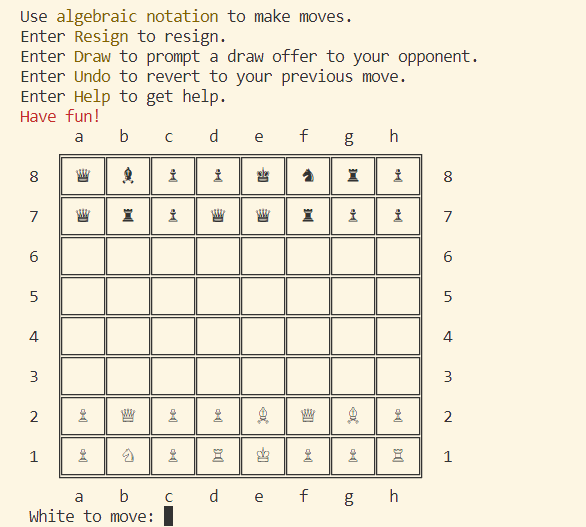 Use algebraic notation to make moves.
Enter Resign to resign.
Enter Draw to prompt a draw offer to your opponent.
Enter Undo to revert to your previous move.
Enter Help to get help.
Have fun!
a b c d e f g h
8 ♛ ♝ ♝ ♝ ♚ ♞ ♜ ♝ 8
7 ♛ ♜ ♝ ♛ ♛ ♜ ♝ ♝ 7
6 6
5 5
4 4
3 3
2 ♙ ♕ ♙ ♙ ♗ ♕ ♗ ♙ 2
1 ♙ ♘ ♙ ♖ ♔ ♙ ♙ ♖ 1
a b c d e f g h
White to move: